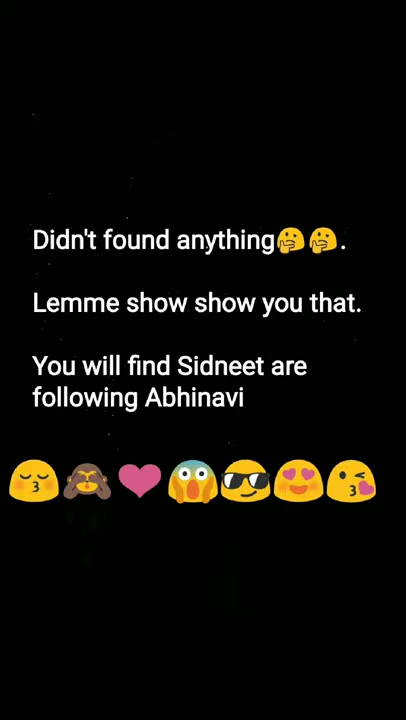 Didn't found anything🤔🤔.
Lemme show show you that.
You will find Sidneet are
following Abhinavi
😚🙈❤😱😎😍😘